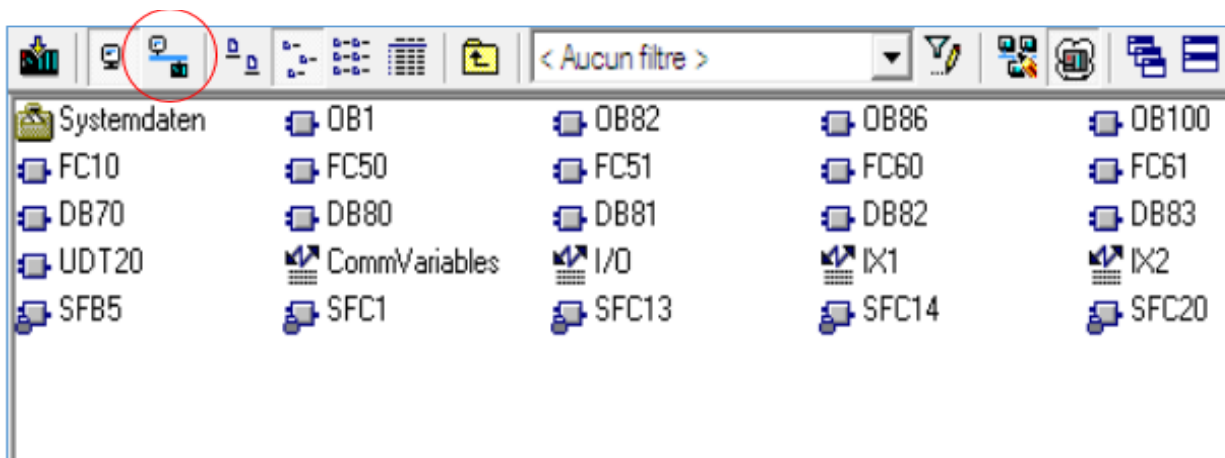 < Aucun filtre >
Systemdaten OB1 OB82 OB86 OB100
FC10 FC50 FC51 FC60 FC61
DB70 DB80 DB81 DB82 DB83
UDT20 CommVariables I/O IX1 IX2
SFB5 SFC1 SFC13 SFC14 SFC20